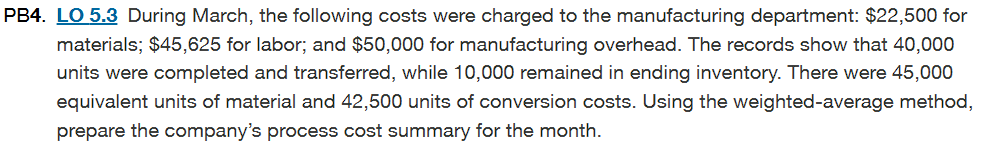 PB4. LO 5.3 During March, the following costs were charged to the manufacturing department: $22,500 for
materials; $45,625 for labor; and $50,000 for manufacturing overhead. The records show that 40,000
units were completed and transferred, while 10,000 remained in ending inventory. There were 45,000
equivalent units of material and 42,500 units of conversion costs. Using the weighted-average method,
prepare the company’s process cost summary for the month.